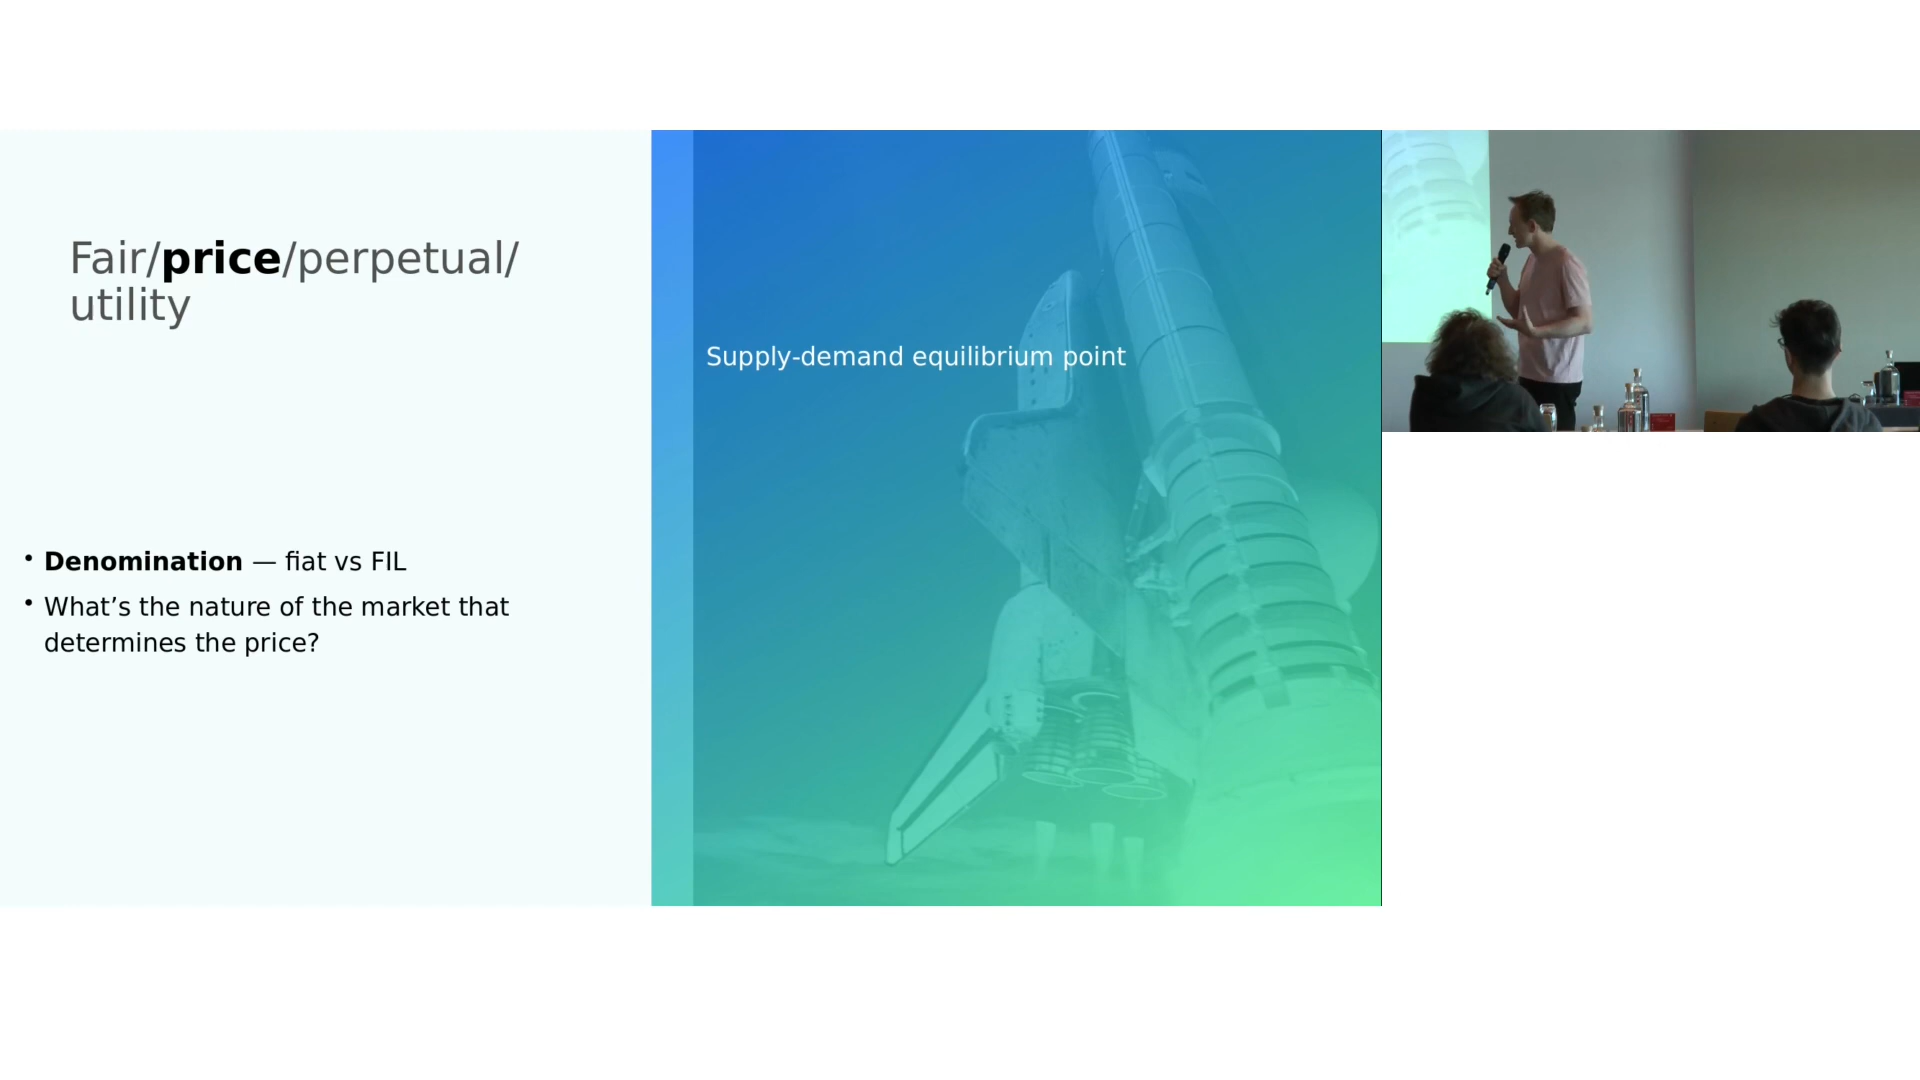 Fair/price/perpetual/
utility
Supply-demand equilibrium point
• Denomination — fiat vs FIL
• What’s the nature of the market that
determines the price?